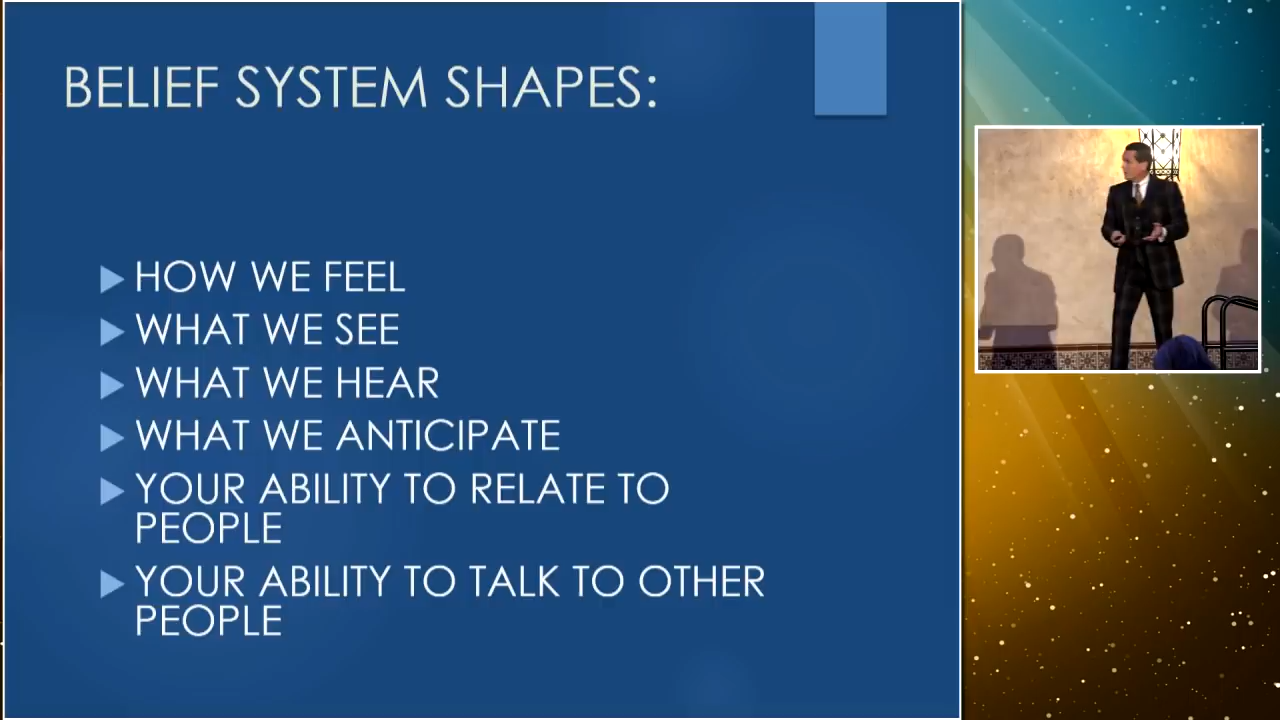 BELIEF SYSTEM SHAPES:
HOW WE FEEL
WHAT WE SEE
WHAT WE HEAR
WHAT WE ANTICIPATE
YOUR ABILITY TO RELATE TO
PEOPLE
YOUR ABILITY TO TALK TO OTHER
PEOPLE